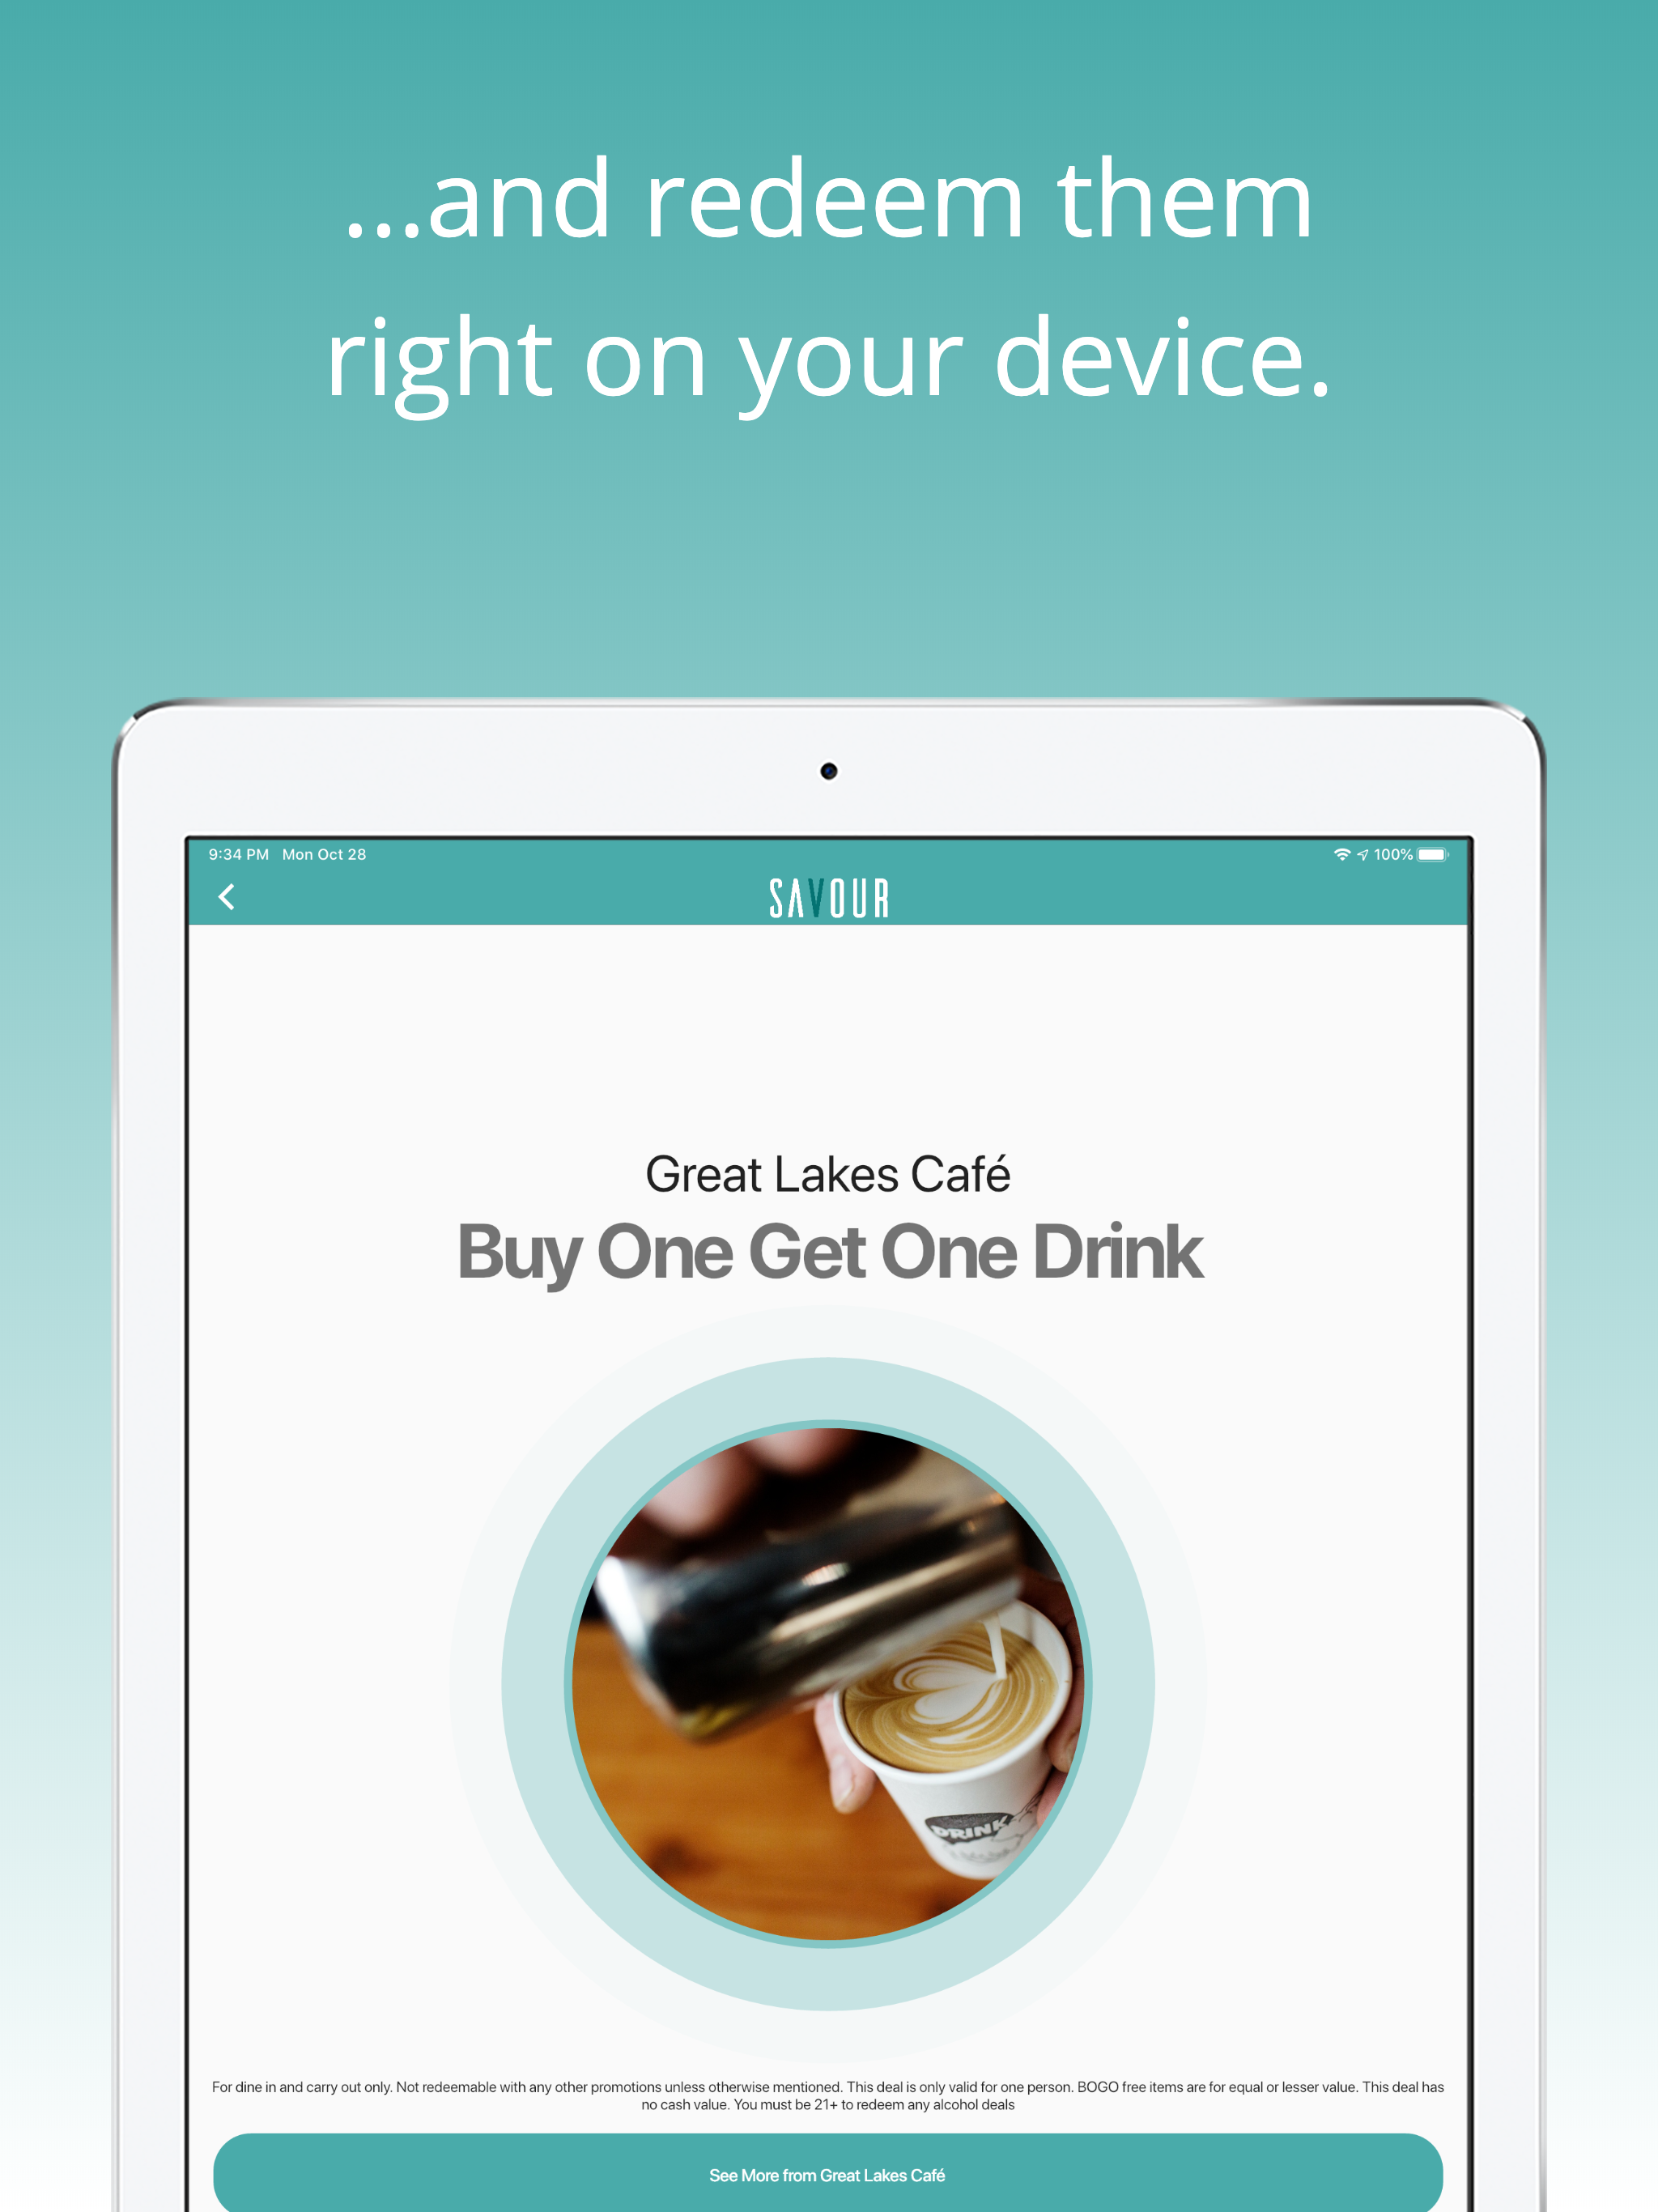 ...and redeem them
right on your device.
9:34 PM Mon Oct 28
100%
SAVOUR
Great Lakes Café
Buy One Get One Drink
DRINK
For dine in and carry out only. Not redeemable with any other promotions unless otherwise mentioned. This deal is only valid for one person. BOGO free items are for equal or lesser value. This deal has
no cash value. You must be 21+ to redeem any alcohol deals
See More from Great Lakes Café